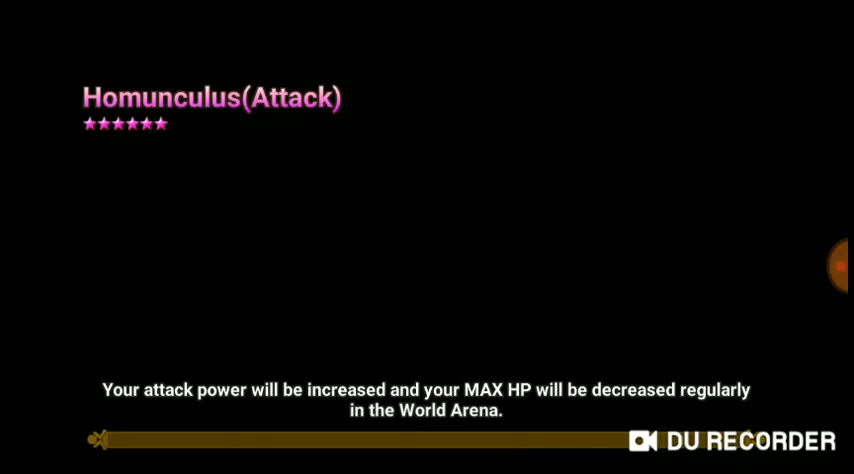 Homunculus(Attack)
Your attack power will be increased and your MAX HP will be decreased regularly
in the World Arena.
DU RECORDER